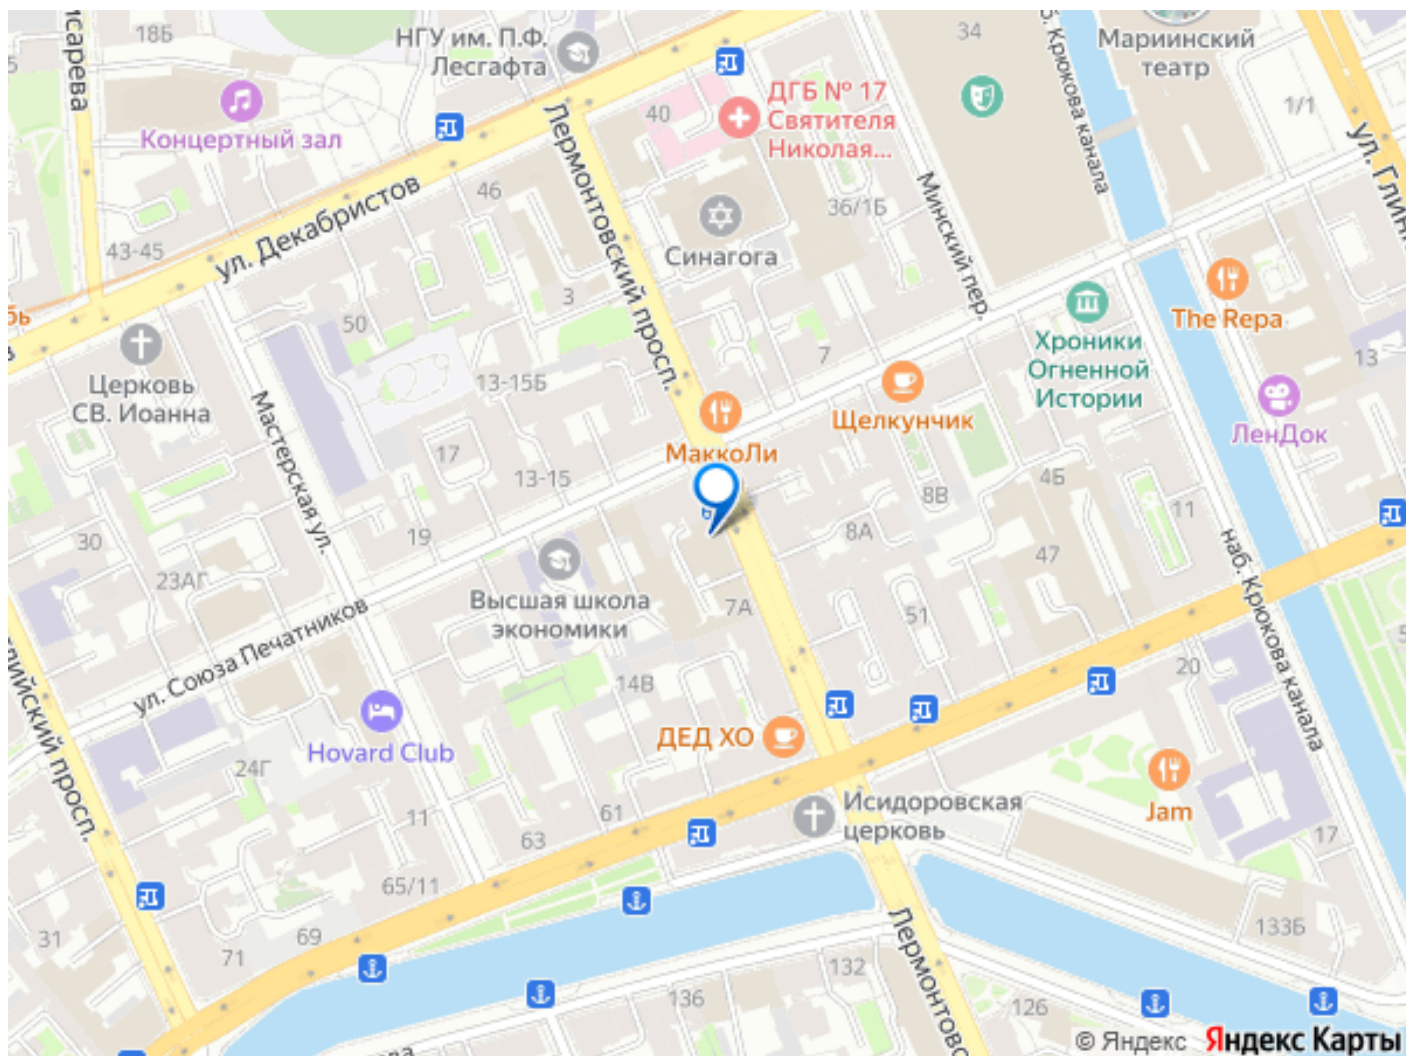 18Б
НГУ им. П.Ф.
Лесгафта
34
Мариинский
театр
наб. Крюкова канала
ул. Глинки
1/1
Концертный зал
40
ДГБ № 17
Святителя
Николая...
Лермонтовский просп.
46
36/1Б
Минский пер.
Синагога
ул. Декабристов
43-45
3
50
The Repa
Хроники
Огненной
Истории
13
Церковь
СВ. Иоанна
13-15Б
7
Щелкунчик
ЛенДок
МаккоЛи
Мастерская ул.
17
13-15
4Б
8В
11
8А
19
30
23АГ
47
наб. Крюкова канала
Высшая школа
экономики
7А
51
ул. Союза Печатников
14В
20
ДЕД ХО
Hovard Club
24Г
Исидоровская
церковь
Jam
61
63
11
17
65/11
69
71
31
133Б
Лермонтовс
132
136
126
© Яндекс Яндекс Карты